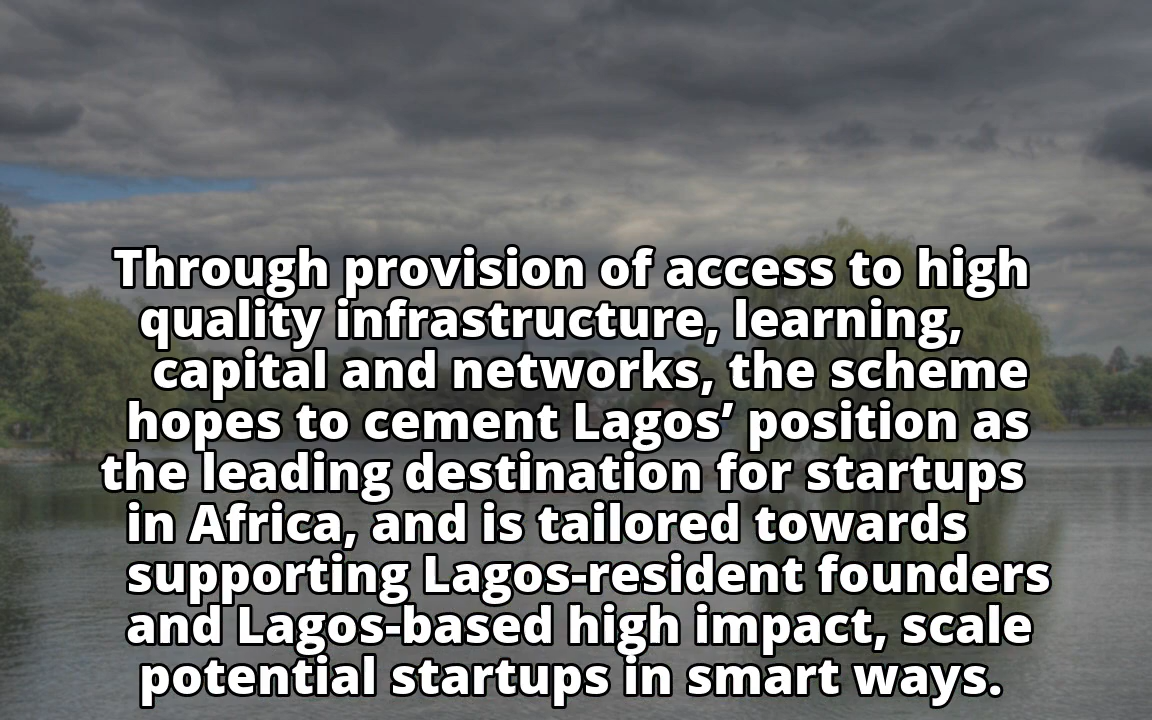 Through provision of access to high
quality infrastructure, learning,
capital and networks, the scheme
hopes to cement Lagos’ position as
the leading destination for startups
in Africa, and is tailored towards
supporting Lagos-resident founders
and Lagos-based high impact, scale
potential startups in smart ways.